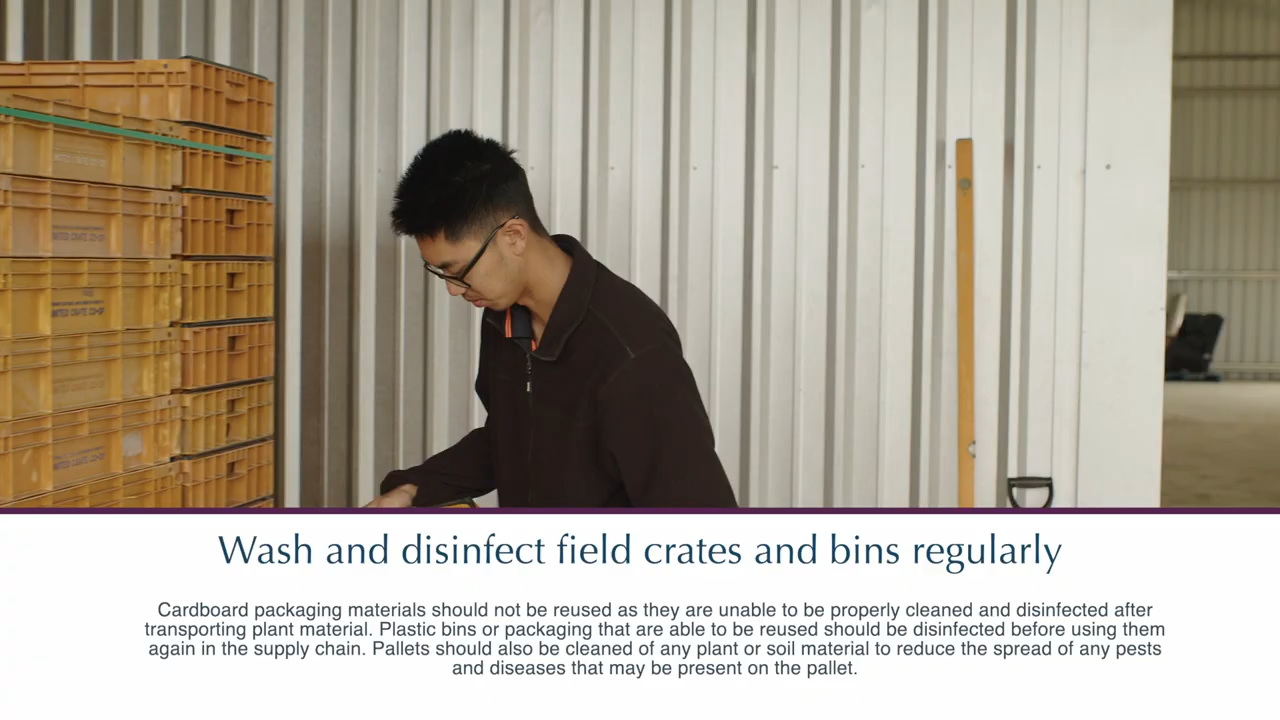 UNITED CRATE CO-OP
Wash and disinfect field crates and bins regularly
Cardboard packaging materials should not be reused as they are unable to be properly cleaned and disinfected after
transporting plant material. Plastic bins or packaging that are able to be reused should be disinfected before using them
again in the supply chain. Pallets should also be cleaned of any plant or soil material to reduce the spread of any pests
and diseases that may be present on the pallet.